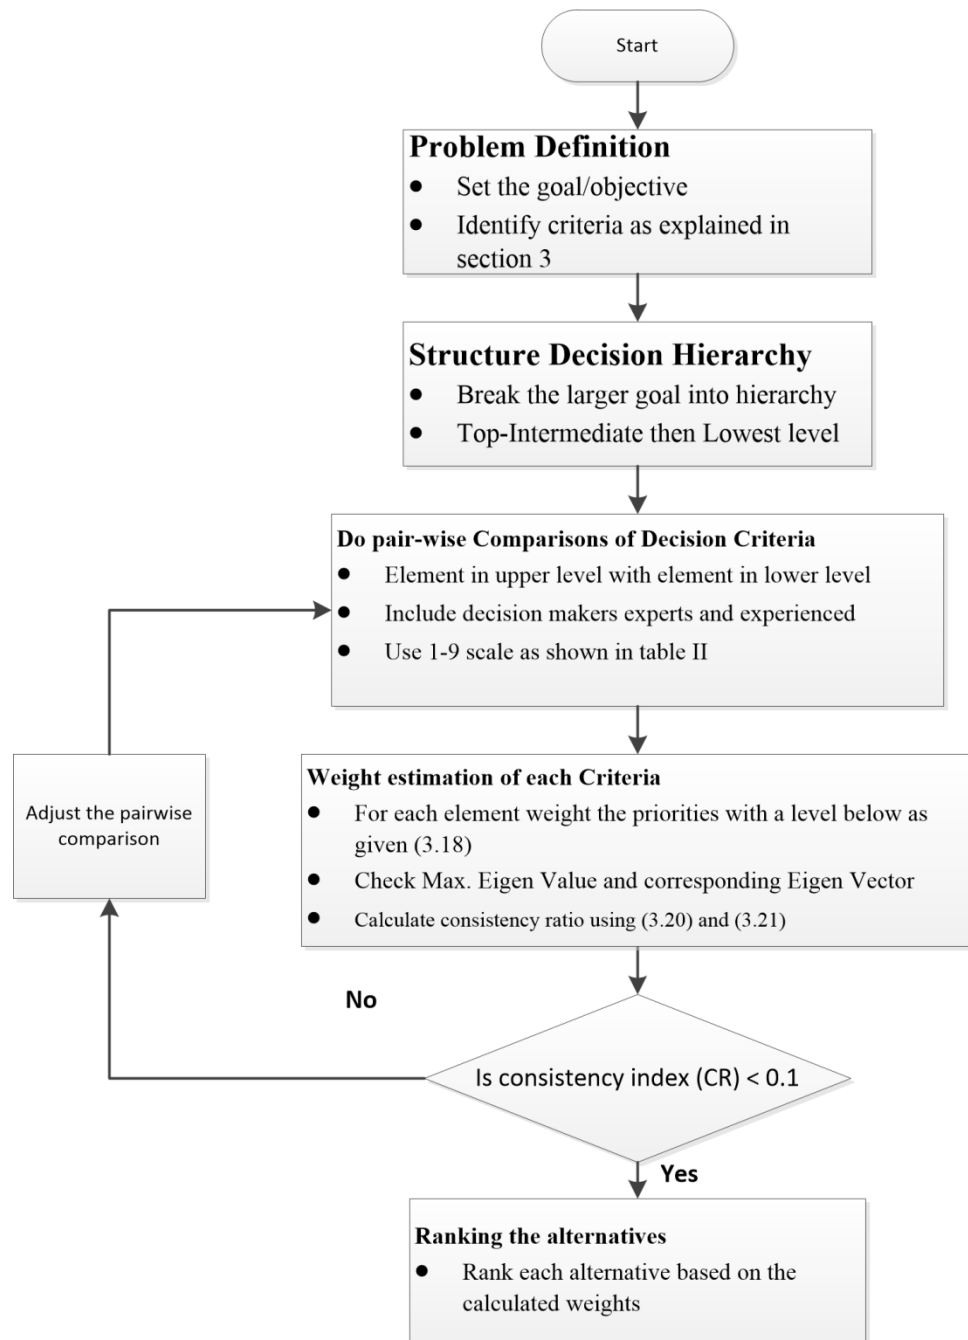 Start
Problem Definition
● Set the goal/objective
● Identify criteria as explained in
section 3
Structure Decision Hierarchy
● Break the larger goal into hierarchy
● Top-Intermediate then Lowest level
Do pair-wise Comparisons of Decision Criteria
● Element in upper level with element in lower level
● Include decision makers experts and experienced
● Use 1-9 scale as shown in table II
Weight estimation of each Criteria
● For each element weight the priorities with a level below as
given (3.18)
● Check Max. Eigen Value and corresponding Eigen Vector
● Calculate consistency ratio using (3.20) and (3.21)
Adjust the pairwise
comparison
No
Is consistency index (CR) < 0.1
Yes
Ranking the alternatives
● Rank each alternative based on the
calculated weights